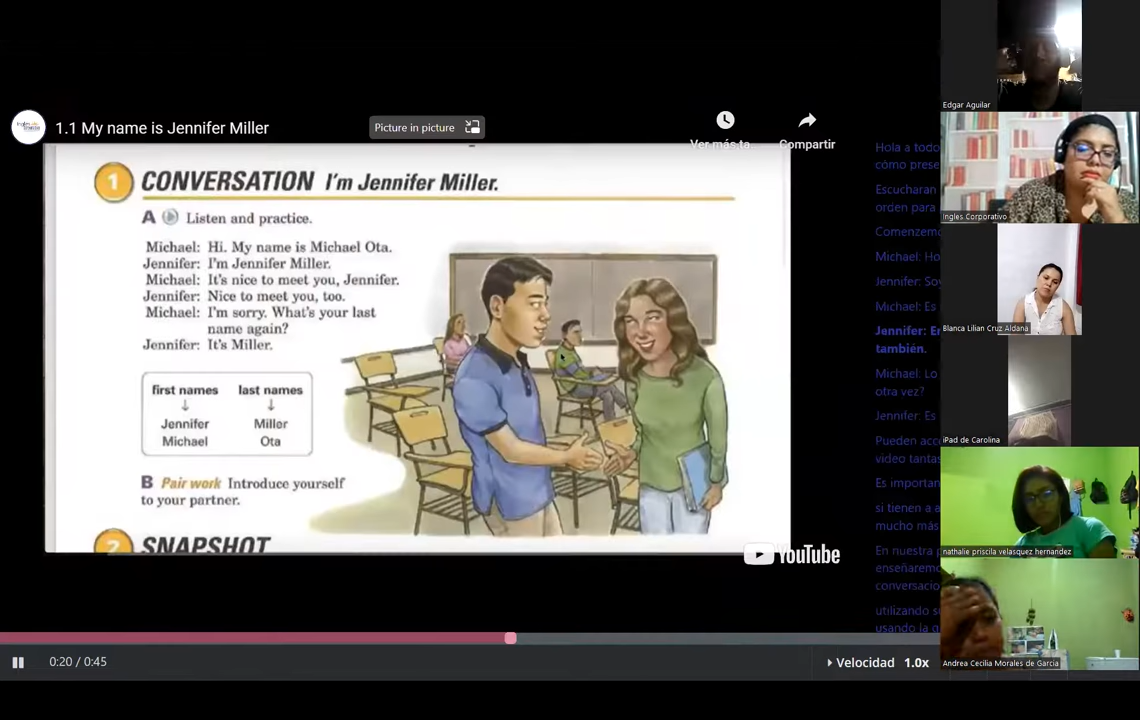 1.1 My name is Jennifer Miller
Picture in picture
Ver más ta
Compartir
1 CONVERSATION I'm Jennifer Miller.
A Listen and practice.
Michael: Hi. My name is Michael Ota.
Jennifer: I'm Jennifer Miller.
Michael: It's nice to meet you, Jennifer.
Jennifer: Nice to meet you, too.
Michael: I'm sorry. What's your last
name again?
Jennifer: It's Miller.
first names last names
Jennifer Miller
Michael Ota
B Pair work Introduce yourself
to your partner.
2 SNAPSHOT
YouTube
0:20 / 0:45
Velocidad 1.0x
Hola a todo
cómo prese
Escucharan
orden para
Comenzemo
Michael: Ho
Jennifer: Soy
Michael: Es
Jennifer: En
también.
Michael: Lo
otra vez?
Jennifer: Es
Pueden acc
video tantas
Es important
si tienen a a
mucho más
En nuestra p
enseñaremo
conversacio
utilizando su
usando la g
Edgar Aguilar
Ingles Corporativo
Blanca Lilian Cruz Aldana
iPad de Carolina
nathalie priscila velasquez hernandez
Andrea Cecilia Morales de Garcia